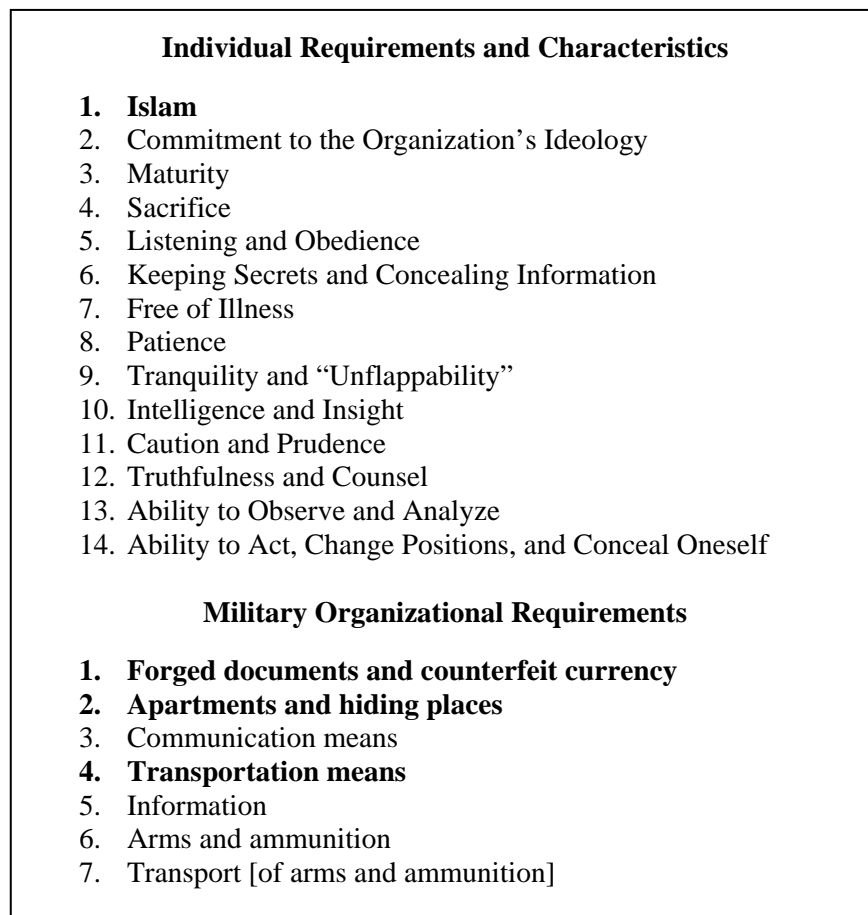 Individual Requirements and Characteristics
1. Islam
2. Commitment to the Organization’s Ideology
3. Maturity
4. Sacrifice
5. Listening and Obedience
6. Keeping Secrets and Concealing Information
7. Free of Illness
8. Patience
9. Tranquility and “Unflappability”
10. Intelligence and Insight
11. Caution and Prudence
12. Truthfulness and Counsel
13. Ability to Observe and Analyze
14. Ability to Act, Change Positions, and Conceal Oneself
Military Organizational Requirements
1. Forged documents and counterfeit currency
2. Apartments and hiding places
3. Communication means
4. Transportation means
5. Information
6. Arms and ammunition
7. Transport [of arms and ammunition]